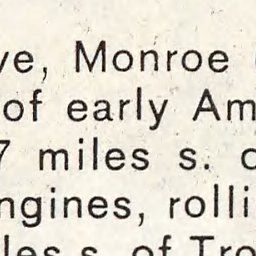 ve, Monroe
of early Am
7 miles s. o
ngines, rolli
les s. of Tro